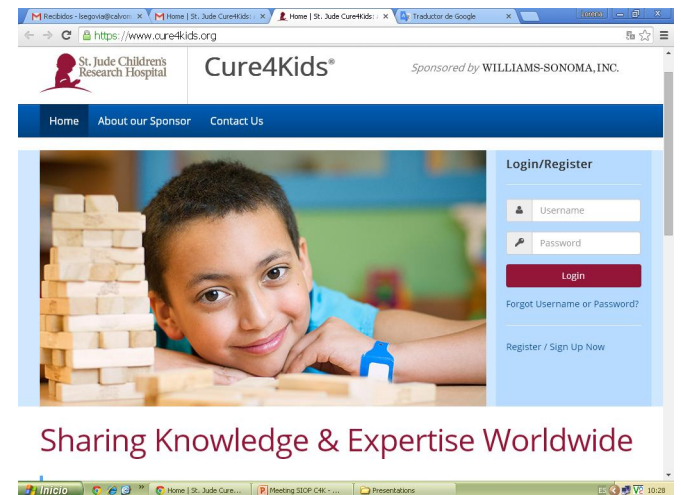 Recibidos - lsegovia@calvom
Home | St. Jude Cure4Kids
Home | St. Jude Cure4Kids:
Traductor de Google
https://www.cure4kids.org
St. Jude Children's
Research Hospital
Cure4Kids®
Sponsored by WILLIAMS-SONOMA, INC.
Home About our Sponsor Contact Us
Login/Register
Username
Password
Login
Forgot Username or Password?
Register / Sign Up Now
Sharing Knowledge & Expertise Worldwide
Inicio
Home | St. Jude Cure...
Meeting SIOP C4K - ...
Presentations
ES
10:28